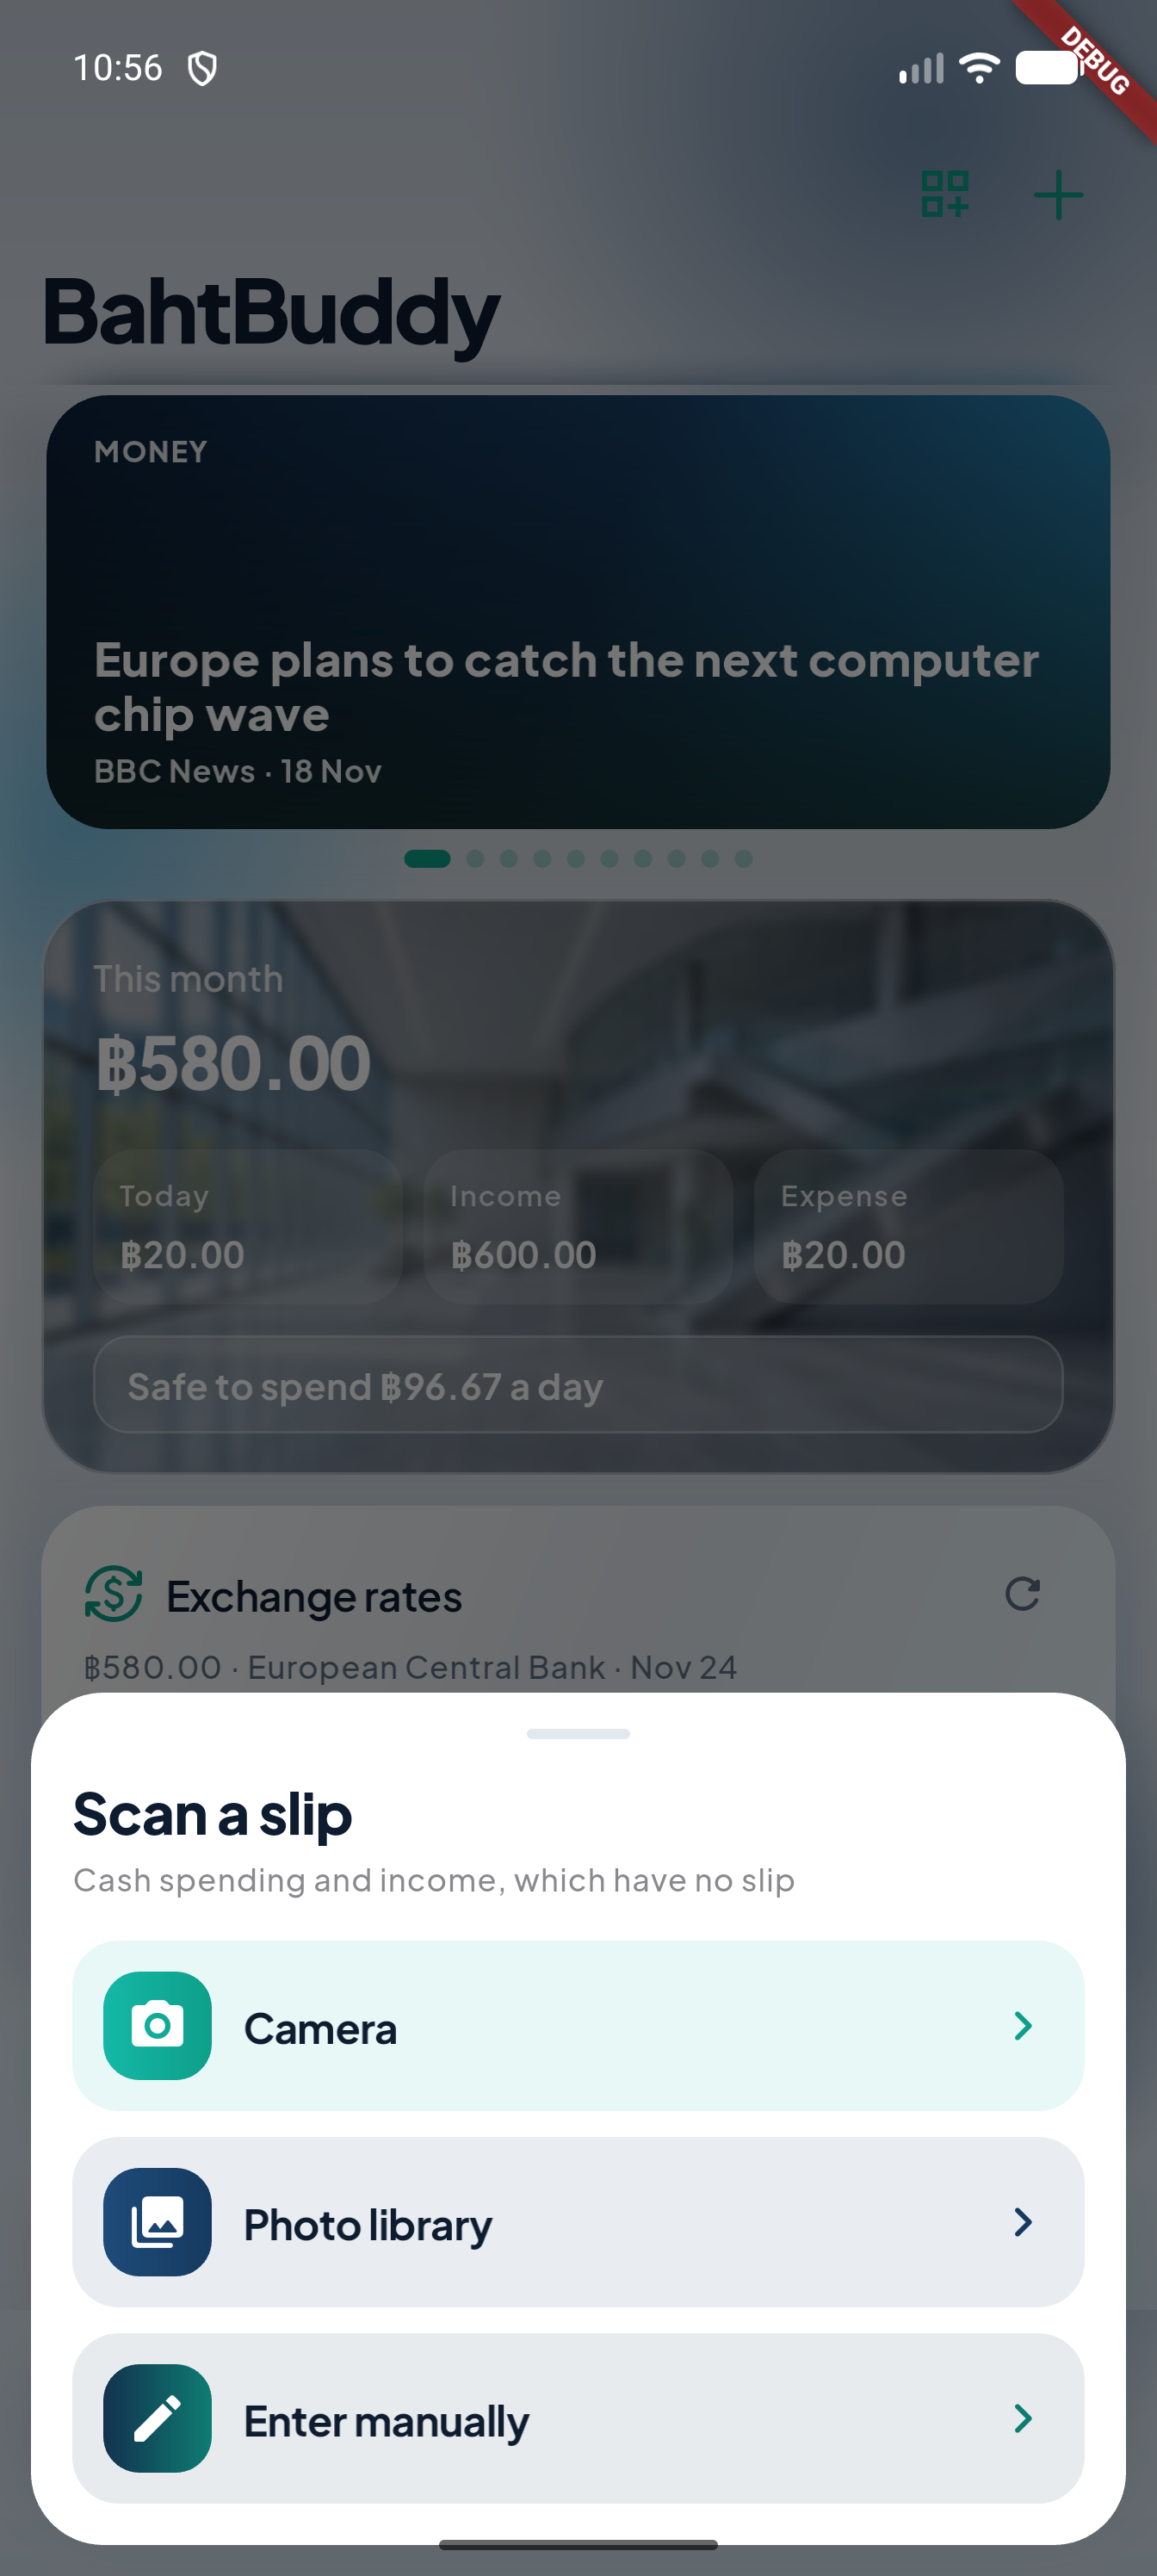 10:56
DEBUG
BahtBuddy
MONEY
Europe plans to catch the next computer
chip wave
BBC News · 18 Nov
This month
฿580.00
Today
Income
Expense
฿20.00
฿600.00
฿20.00
Safe to spend ฿96.67 a day
Exchange rates
฿580.00 · European Central Bank · Nov 24
Scan a slip
Cash spending and income, which have no slip
Camera
Photo library
Enter manually